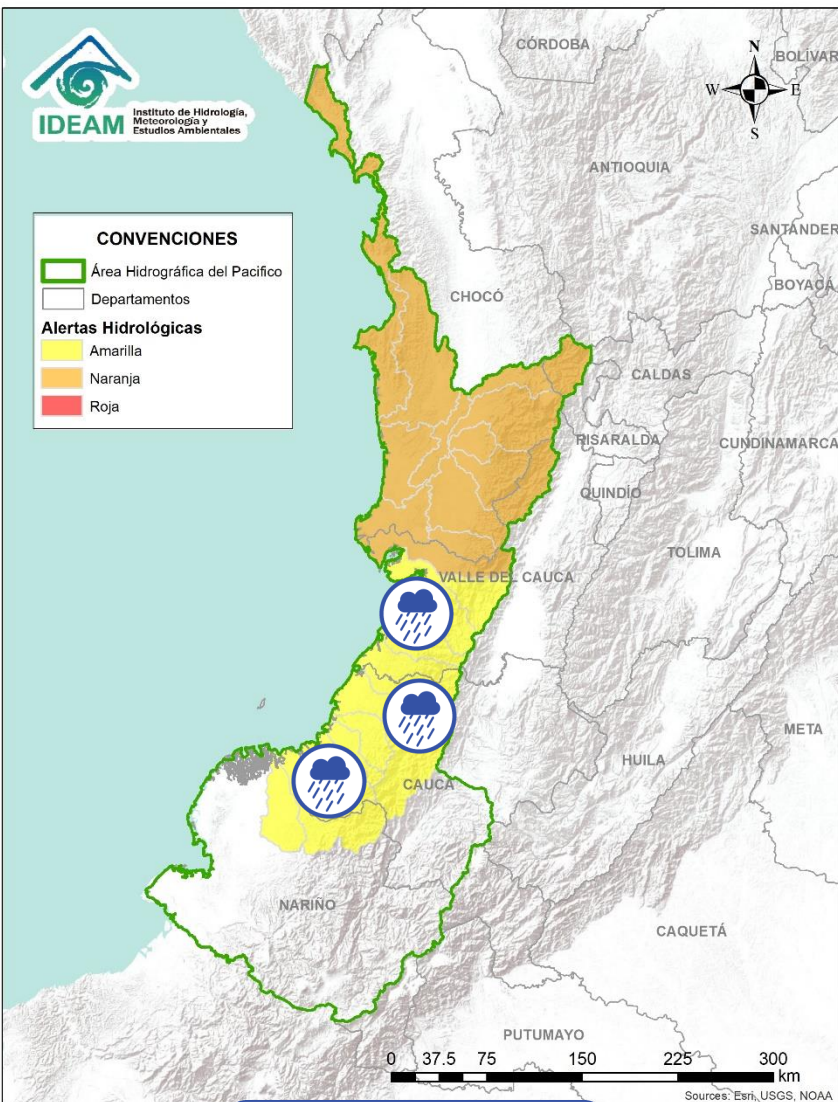 IDEAM
Instituto de Hidrología,
Meteorología y
Estudios Ambientales
CÓRDOBA
BOLÍVAR
N
W
E
S
ANTIOQUIA
SANTANDER
BOYACÁ
CONVENCIONES
Área Hidrográfica del Pacifico
Departamentos
Alertas Hidrológicas
Amarilla
Naranja
Roja
CHOCÓ
CALDAS
RISARALDA
CUNDINAMARCA
QUINDÍO
TOLIMA
VALLE DEL CAUCA
META
HUILA
CAUCA
NARIÑO
CAQUETÁ
PUTUMAYO
0 37.5 75 150 225 300
km
Sources: Esri, USGS, NOAA